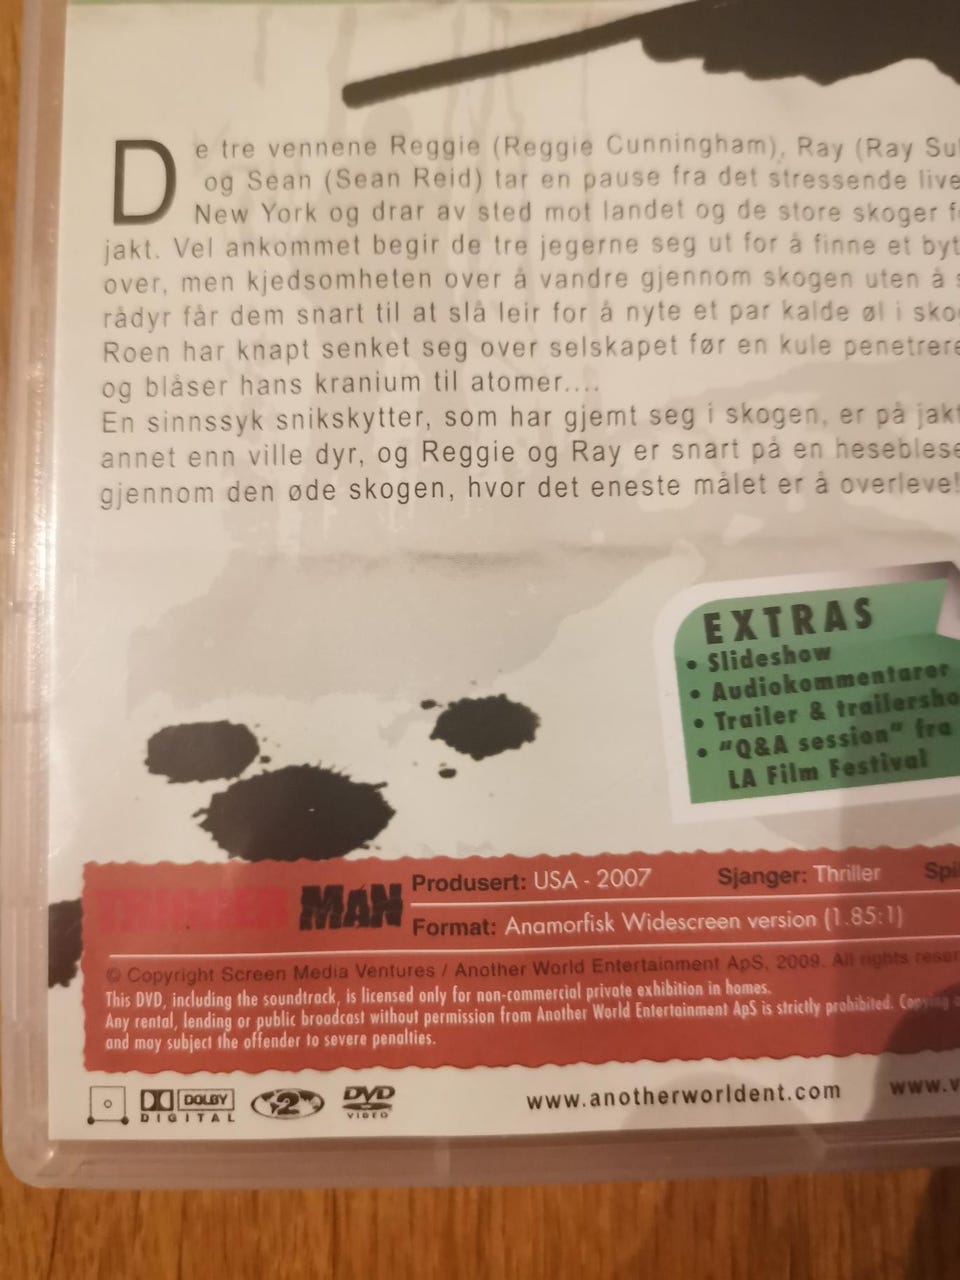 De tre vennene Reggie (Reggie Cunningham), Ray (Ray
og Sean (Sean Reid) tar en pause fra det stressende
New York og drar av sted mot landet og de store skoger
jakt. Vel ankommet begir de tre jegerne seg ut for å finne et
over, men kjedsomheten over å vandre gjennom skogen uten å
rådyr får dem snart til at slå leir for å nyte et par kalde øl i
Roen har knapt senket seg over selskapet før en kule
og blåser hans kranium til atomer....
En sinnssyk snikskytter, som har gjemt seg i skogen, er på jakt
annet enn ville dyr, og Reggie og Ray er snart på en
gjennom den øde skogen, hvor det eneste målet er å overleve!
EXTRAS
• Slideshow
• Audiokommentarer
• Trailer &
• "Q&A session" fra
LA Film Festival
TRIGGER MAN
Produsert: USA - 2007 Sjanger: Thriller
Format: Anamorfisk Widescreen version (1.85:1)
© Copyright Screen Media Ventures / Another World Entertainment ApS, 2009. All rights
This DVD, including the soundtrack, is licensed only for non-commercial private exhibition in homes.
Any rental, lending or public broadcast without permission from Another World Entertainment ApS is strictly prohibited. Copying
and may subject the offender to severe penalties.
DOLBY
DIGITAL
2
DVD
VIDEO
www.anotherworldent.com